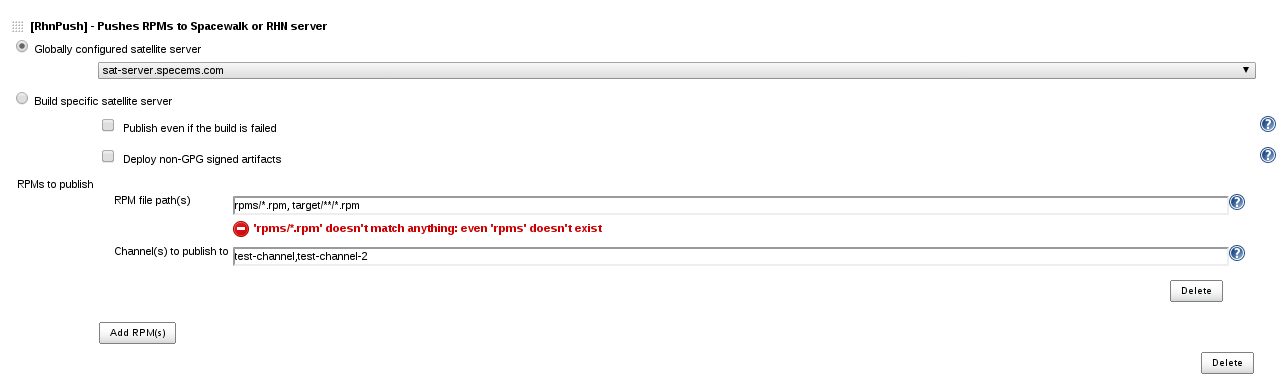 [RhnPush] - Pushes RPMs to Spacewalk or RHN server
Globally configured satellite server
sat-server.specems.com
Build specific satellite server
Publish even if the build is failed
Deploy non-GPG signed artifacts
RPMs to publish
RPM file path(s) rpms/*.rpm, target/**/*.rpm
'rpms/*.rpm' doesn't match anything: even 'rpms' doesn't exist
Channel(s) to publish to test-channel,test-channel-2
Delete
Add RPM(s)
Delete